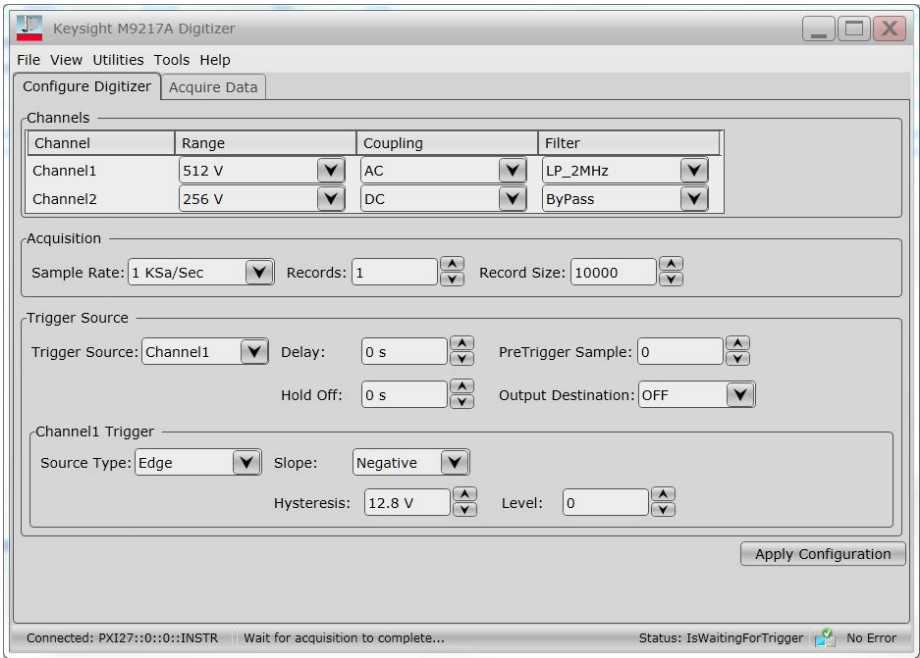 Keysight M9217A Digitizer
File View Utilities Tools Help
Configure Digitizer Acquire Data
Channels
Channel Range Coupling Filter
Channel1 512 V AC LP_2MHz
Channel2 256 V DC ByPass
Acquisition
Sample Rate: 1 KSa/Sec Records: 1 Record Size: 10000
Trigger Source
Trigger Source: Channel1 Delay: 0 s PreTrigger Sample: 0
Hold Off: 0 s Output Destination: OFF
Channel1 Trigger
Source Type: Edge Slope: Negative
Hysteresis: 12.8 V Level: 0
Apply Configuration
Connected: PXI27::0::0::INSTR Wait for acquisition to complete... Status: IsWaitingForTrigger No Error